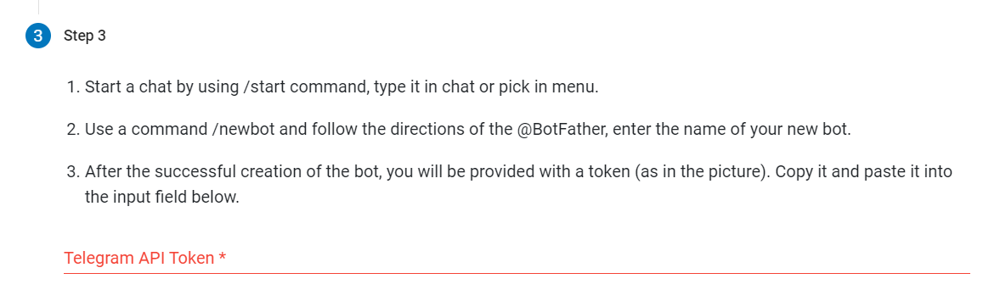 3 Step 3
1. Start a chat by using /start command, type it in chat or pick in menu.
2. Use a command /newbot and follow the directions of the @BotFather, enter the name of your new bot.
3. After the successful creation of the bot, you will be provided with a token (as in the picture). Copy it and paste it into
the input field below.
Telegram API Token *